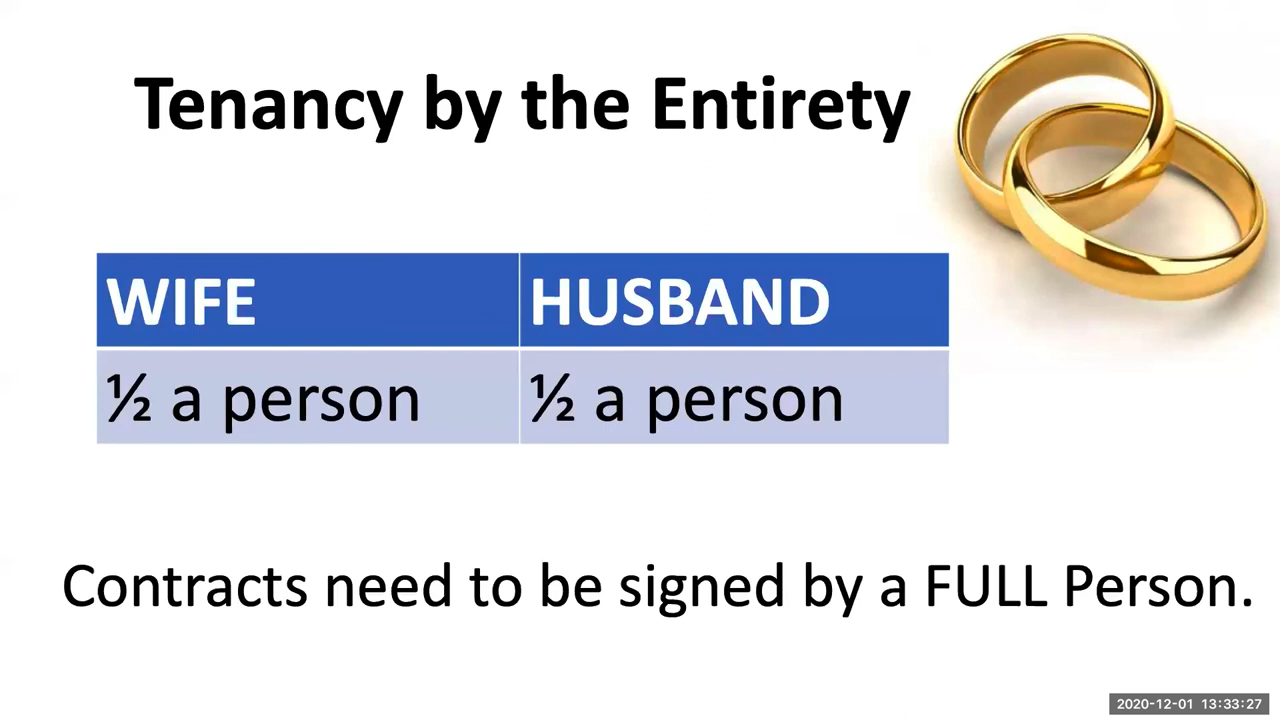 Tenancy by the Entirety
WIFE HUSBAND
½ a person ½ a person
Contracts need to be signed by a FULL Person.
2020-12-01 13:33:27